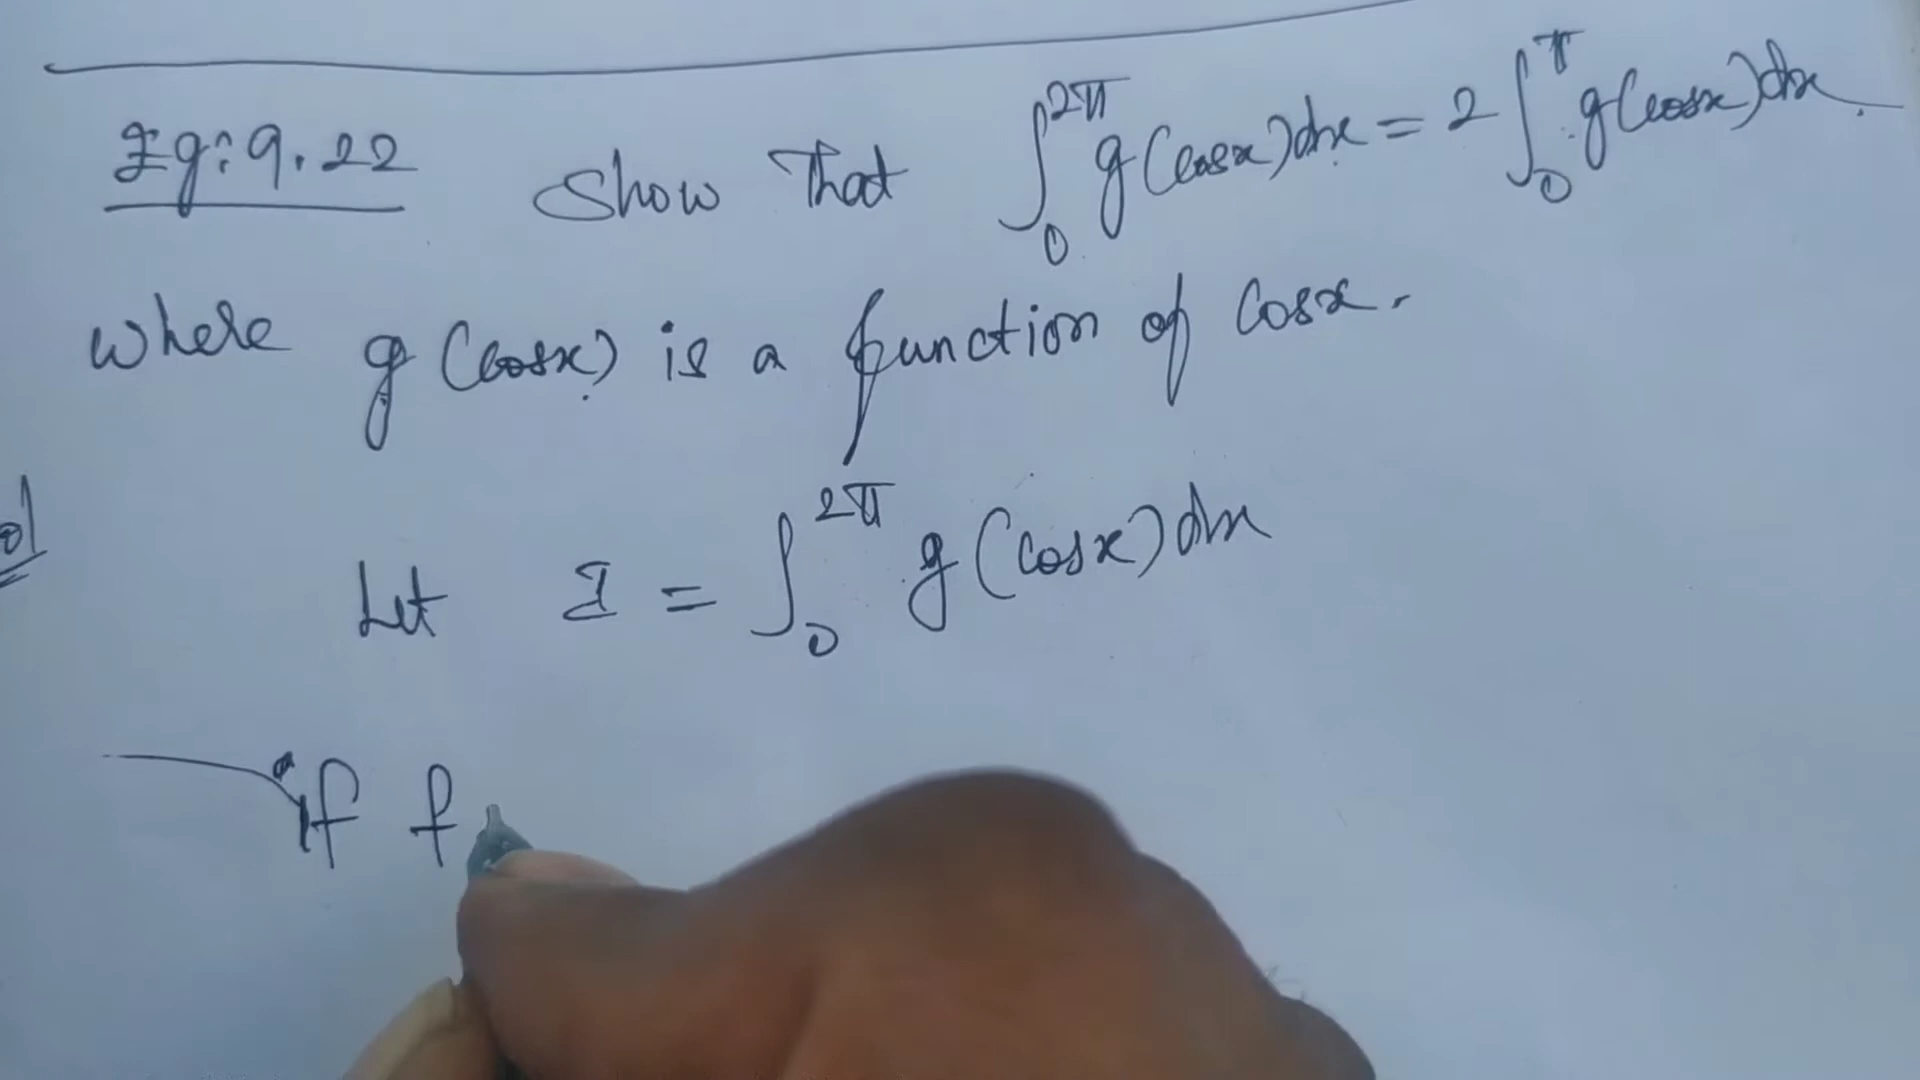 Eg: 9.22 Show that ∫₀^2π g(cosx)dx = 2 ∫₀^π g(cosx)dx.
where g(cosx) is a function of cosx.
Let I = ∫₀^2π g(cosx)dx
if f